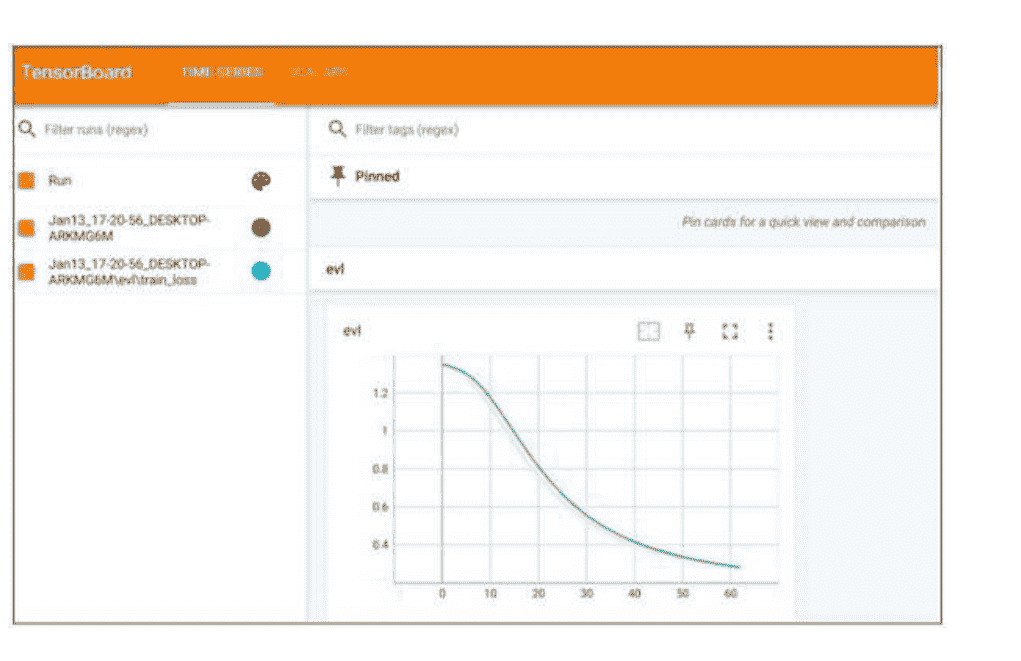 TensorBoard TIME SERIES
Filter runs (regex)
Filter tags (regex)
Run
Pinned
Jan13_17-20-56_DESKTOP-
ARKMG6M
Pin cards for a quick view and comparison
Jan13_17-20-56_DESKTOP-
ARKMG6M\evl\train_loss
evl
evl
1.2
1
0.8
0.6
0.4
0 10 20 30 40 50 60